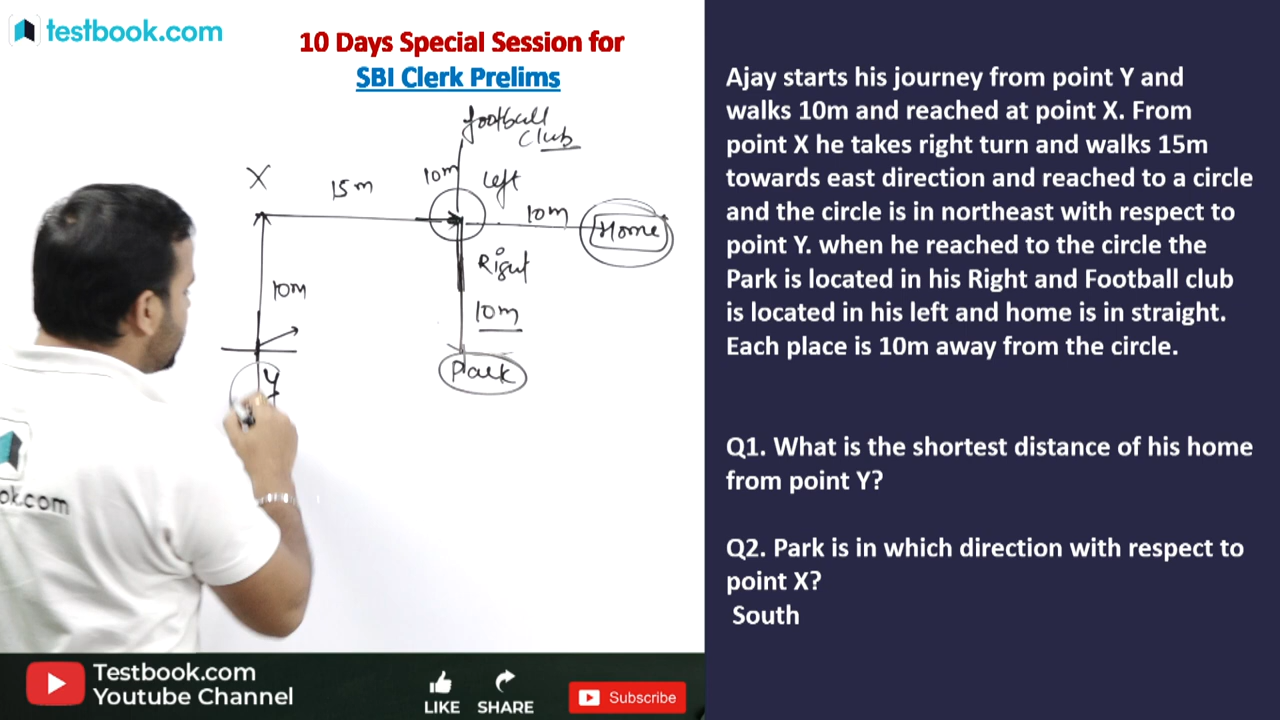 testbook.com
10 Days Special Session for
SBI Clerk Prelims
football
club
X
15m
10m
left
10m
Home
Right
10m
10m
Park
Y
ok.com
Ajay starts his journey from point Y and
walks 10m and reached at point X. From
point X he takes right turn and walks 15m
towards east direction and reached to a circle
and the circle is in northeast with respect to
point Y. when he reached to the circle the
Park is located in his Right and Football club
is located in his left and home is in straight.
Each place is 10m away from the circle.
Q1. What is the shortest distance of his home
from point Y?
Q2. Park is in which direction with respect to
point X?
South
Testbook.com
Youtube Channel
LIKE
SHARE
Subscribe